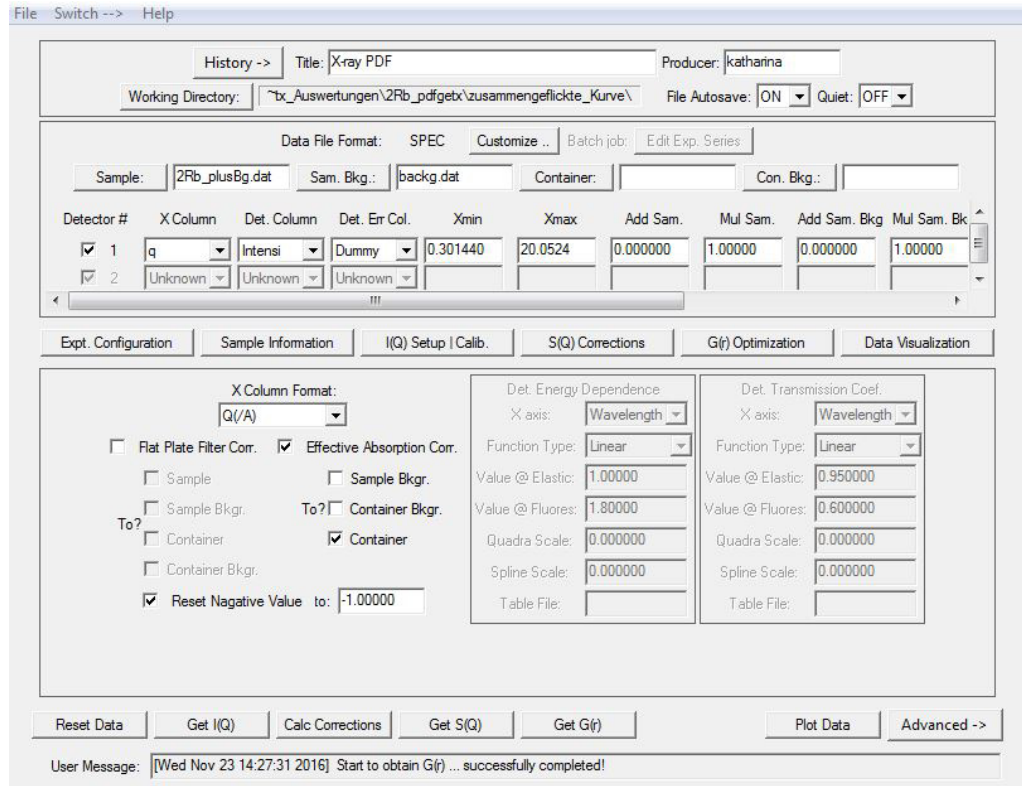 File Switch --> Help
History -> Title: X-ray PDF Producer: katharina
Working Directory: ~tx_Auswertungen\2Rb_pdfgetx\zusammengeflickte_Kurve\ File Autosave: ON Quiet: OFF
Data File Format: SPEC Customize .. Batch job: Edit Exp. Series
Sample: 2Rb_plusBg.dat Sam. Bkg.: backg.dat Container: Con. Bkg.:
Detector # X Column Det. Column Det. Err Col. Xmin Xmax Add Sam. Mul Sam. Add Sam. Bkg Mul Sam. Bk
1 q Intensi Dummy 0.301440 20.0524 0.000000 1.00000 0.000000 1.00000
2 Unknown Unknown Unknown
Expt. Configuration Sample Information I(Q) Setup | Calib. S(Q) Corrections G(r) Optimization Data Visualization
X Column Format: Det. Energy Dependence Det. Transmission Coef.
Q(/A) X axis: Wavelength X axis: Wavelength
Flat Plate Filter Corr. Effective Absorption Corr. Function Type: Linear Function Type: Linear
Sample Sample Bkgr. Value @ Elastic: 1.00000 Value @ Elastic: 0.950000
To? Sample Bkgr. To? Container Bkgr. Value @ Fluores: 1.80000 Value @ Fluores: 0.600000
Container Container Quadra Scale: 0.000000 Quadra Scale: 0.000000
Container Bkgr. Spline Scale: 0.000000 Spline Scale: 0.000000
Reset Nagative Value to: -1.00000 Table File: Table File:
Reset Data Get I(Q) Calc Corrections Get S(Q) Get G(r) Plot Data Advanced ->
User Message: [Wed Nov 23 14:27:31 2016] Start to obtain G(r) ... successfully completed!